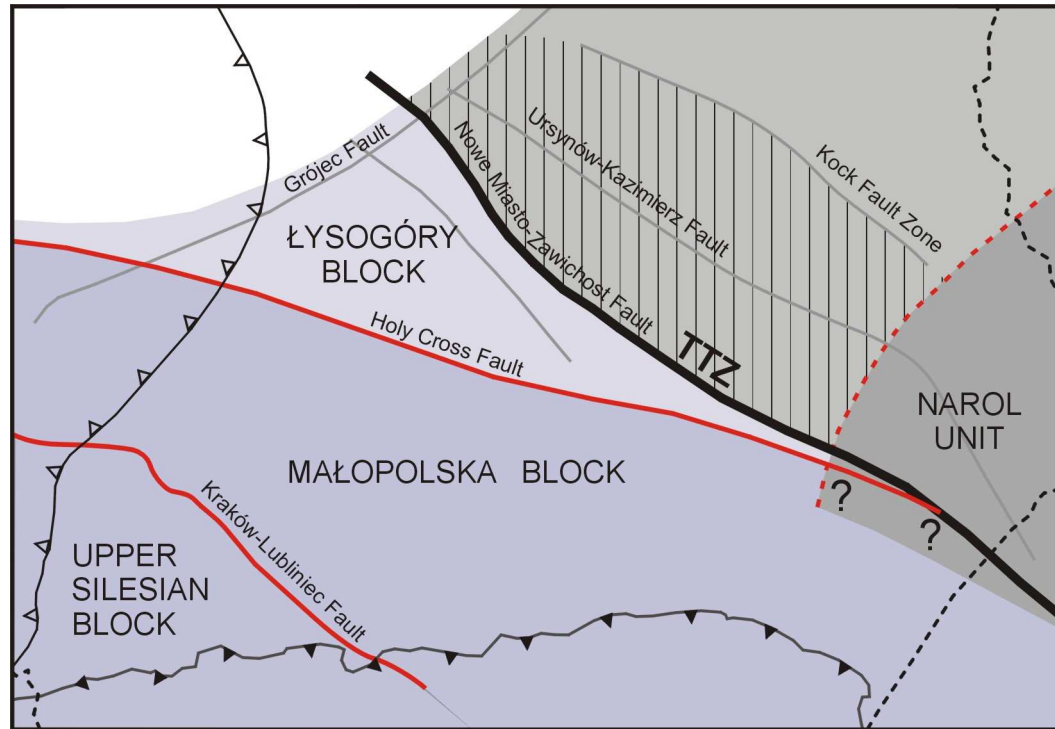 Grójec Fault
Nowe Miasto-Zawichost Fault
Ursynów-Kazimierz Fault
Kock Fault Zone
ŁYSOGÓRY
BLOCK
Holy Cross Fault
TTZ
NAROL
UNIT
MAŁOPOLSKA BLOCK
?
?
Kraków-Lubliniec Fault
UPPER
SILESIAN
BLOCK